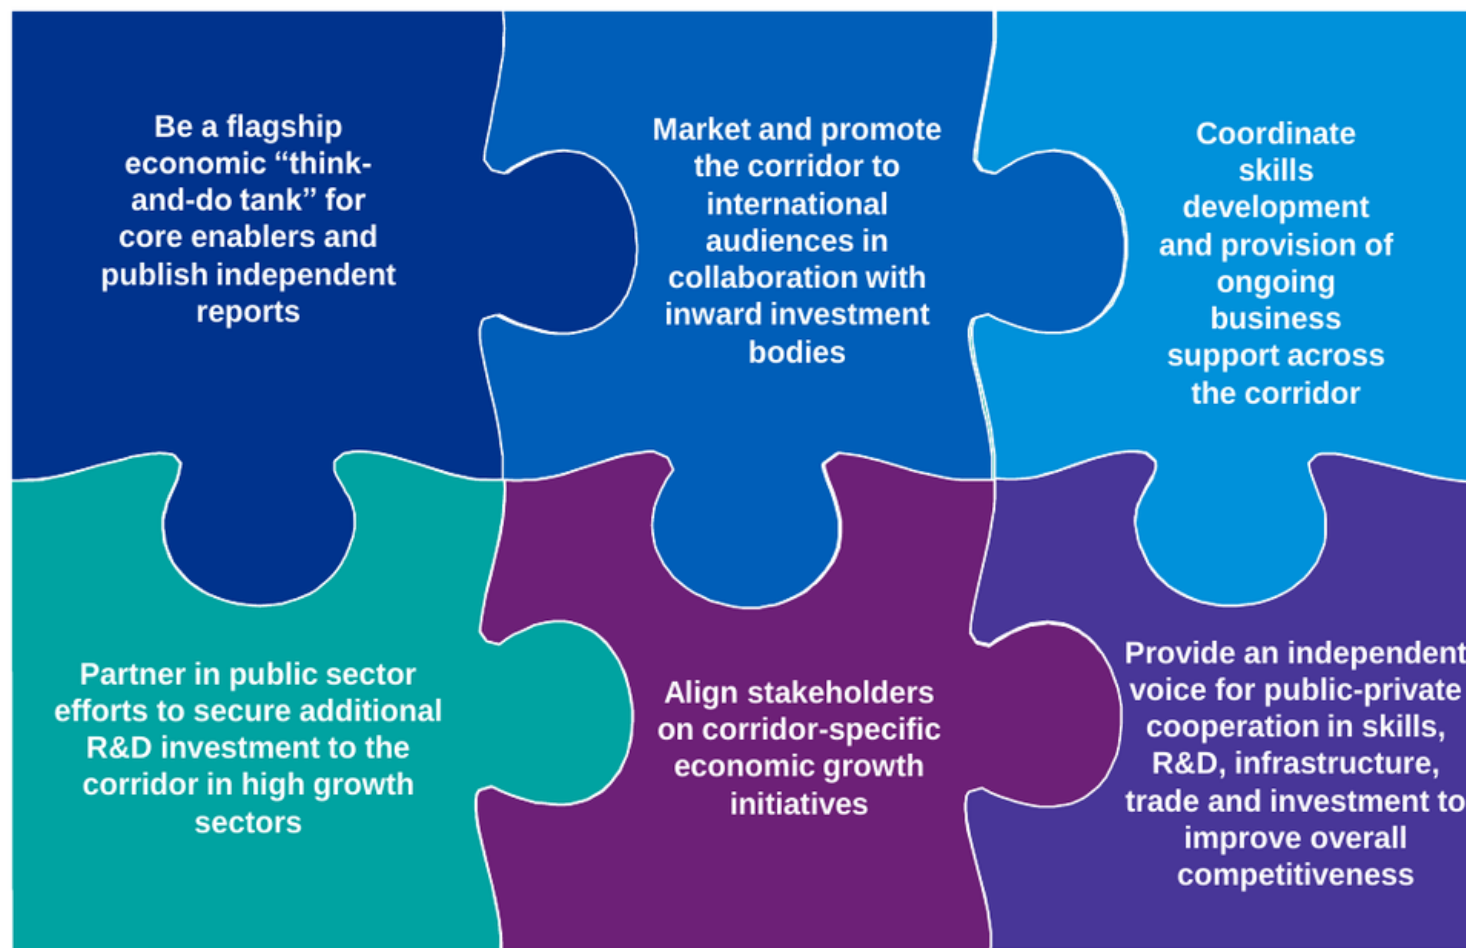 Be a flagship
economic “think-
and-do tank” for
core enablers and
publish independent
reports
Market and promote
the corridor to
international
audiences in
collaboration with
inward investment
bodies
Coordinate
skills
development
and provision of
ongoing
business
support across
the corridor
Partner in public sector
efforts to secure additional
R&D investment to the
corridor in high growth
sectors
Align stakeholders
on corridor-specific
economic growth
initiatives
Provide an independent
voice for public-private
cooperation in skills,
R&D, infrastructure,
trade and investment to
improve overall
competitiveness